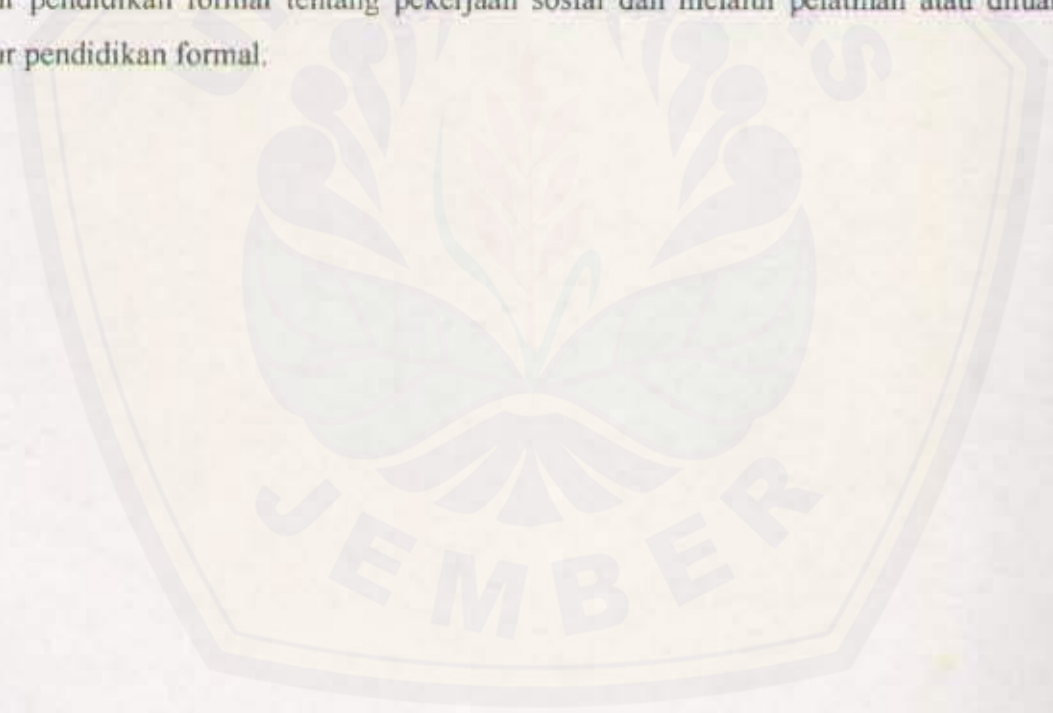 pendidikan formal tentang pekerjaan sosial dan melalui pelatihan atau
pendidikan formal.
JEMBER